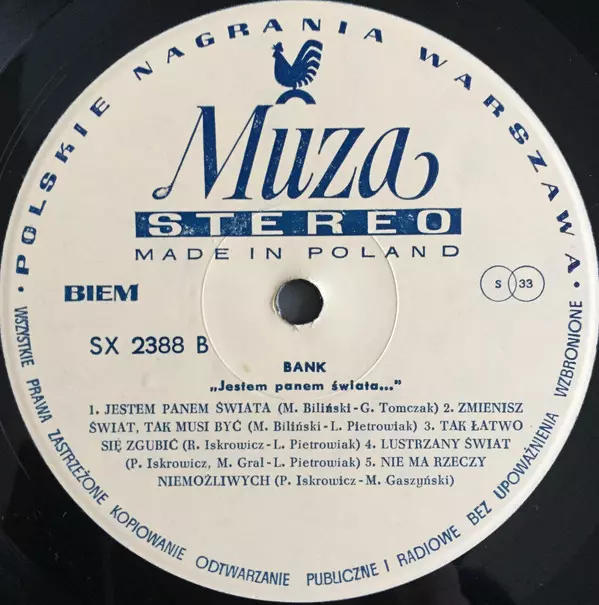 • POLSKIE NAGRANIA WARSZAWA •
Muza
STEREO
MADE IN POLAND
BIEM
S 33
SX 2388 B
BANK
„Jestem panem świata..."
1. JESTEM PANEM ŚWIATA (M. Biliński-G. Tomczak) 2. ZMIENISZ
ŚWIAT, TAK MUSI BYĆ (M. Biliński-L. Pietrowiak) 3. TAK ŁATWO
SIĘ ZGUBIĆ (R. Iskrowicz-L. Pietrowiak) 4. LUSTRZANY ŚWIAT
(P. Iskrowicz, M. Gral-L. Pietrowiak) 5. NIE MA RZECZY
NIEMOŻLIWYCH (P. Iskrowicz-M. Gaszyński)
WSZYSTKIE PRAWA ZASTRZEŻONE KOPIOWANIE ODTWARZANIE PUBLICZNE I RADIOWE BEZ UPOWAŻNIENIA WZBRONIONE